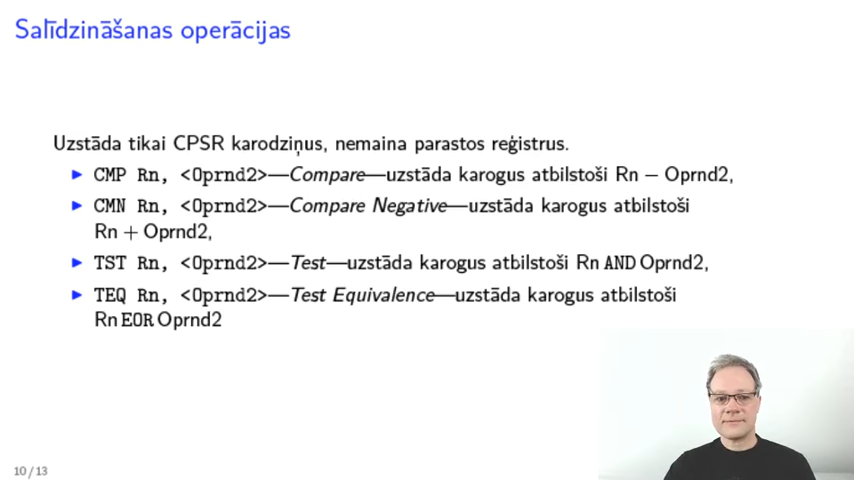 Salīdzināšanas operācijas
Uzstāda tikai CPSR karodziņus, nemaina parastos reģistrus.
▶ CMP Rn, <Oprnd2>—Compare—uzstāda karogus atbilstoši Rn − Oprnd2,
▶ CMN Rn, <Oprnd2>—Compare Negative—uzstāda karogus atbilstoši
Rn + Oprnd2,
▶ TST Rn, <Oprnd2>—Test—uzstāda karogus atbilstoši Rn AND Oprnd2,
▶ TEQ Rn, <Oprnd2>—Test Equivalence—uzstāda karogus atbilstoši
Rn EOR Oprnd2
10 / 13